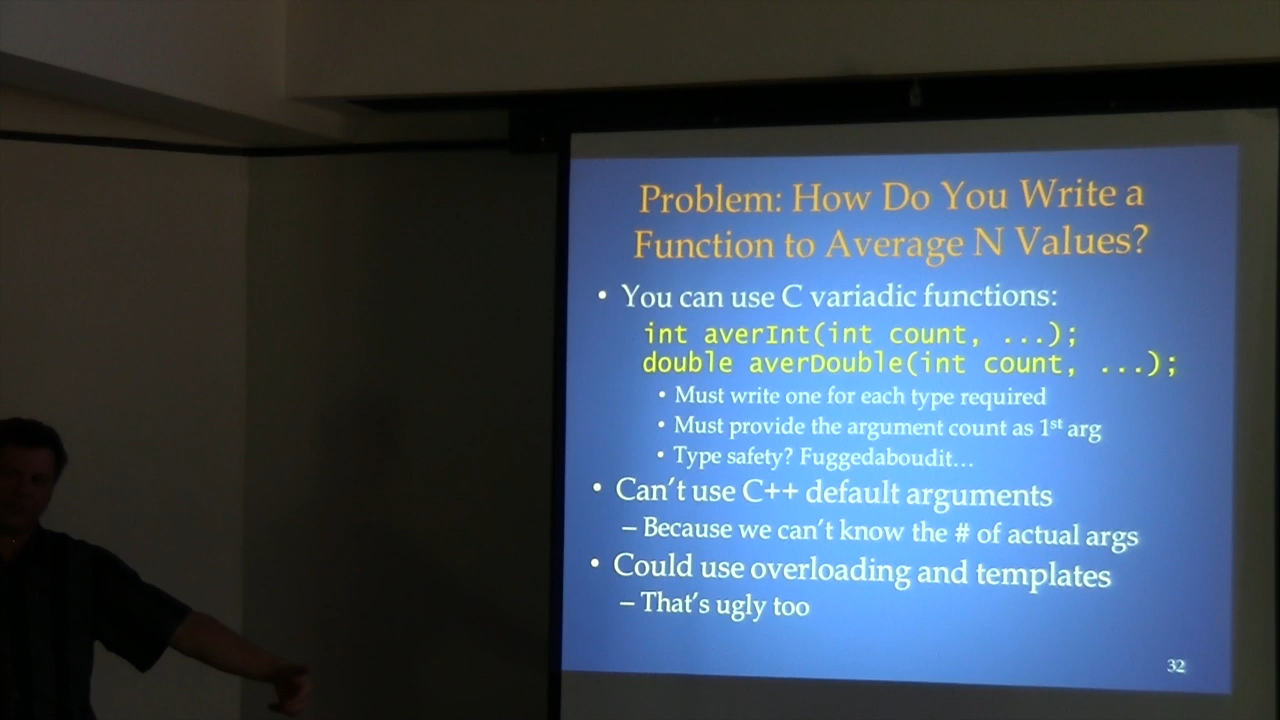 Problem: How Do You Write a
Function to Average N Values?
• You can use C variadic functions:
int averInt(int count, ...);
double averDouble(int count, ...);
• Must write one for each type required
• Must provide the argument count as 1st arg
• Type safety? Fuggedaboudit…
• Can't use C++ default arguments
– Because we can't know the # of actual args
• Could use overloading and templates
– That's ugly too
32